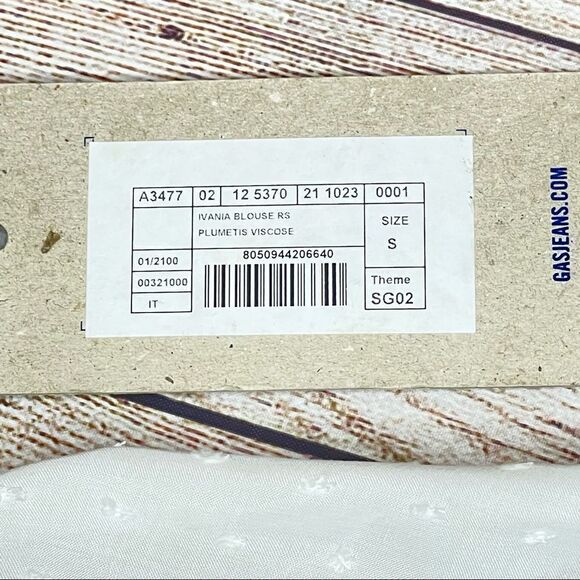 A3477 02 12 5370 21 1023 0001
IVANIA BLOUSE RS
PLUMETIS VISCOSE
SIZE
S
01/2100
8050944206640
00321000
Theme
IT
SG02
GASJEANS.COM